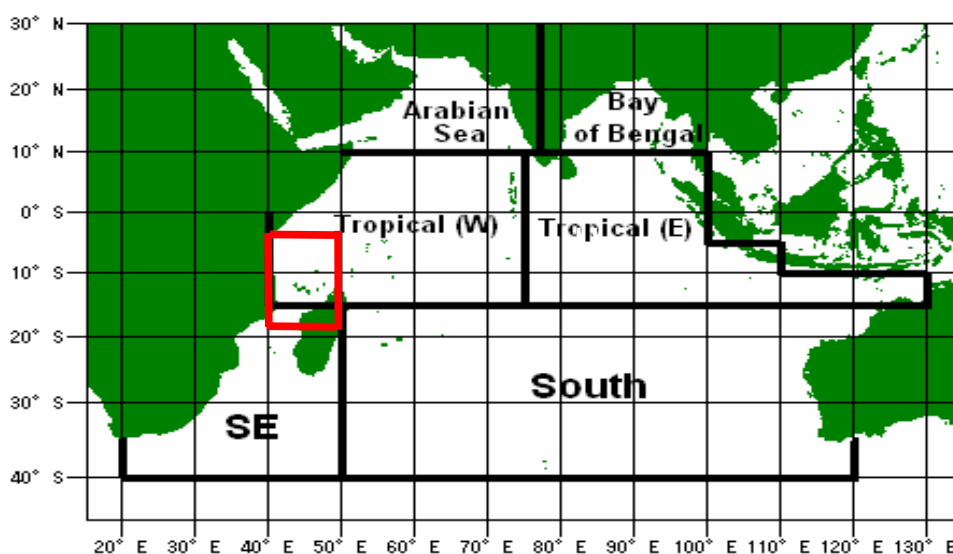 30° N
20° N
10° N
0° S
10° S
20° S
30° S
40° S
Arabian
Sea
Bay
of Bengal
Tropical (W)
Tropical (E)
South
SE
20° E 30° E 40° E 50° E 60° E 70° E 80° E 90° E 100° E 110° E 120° E 130° E